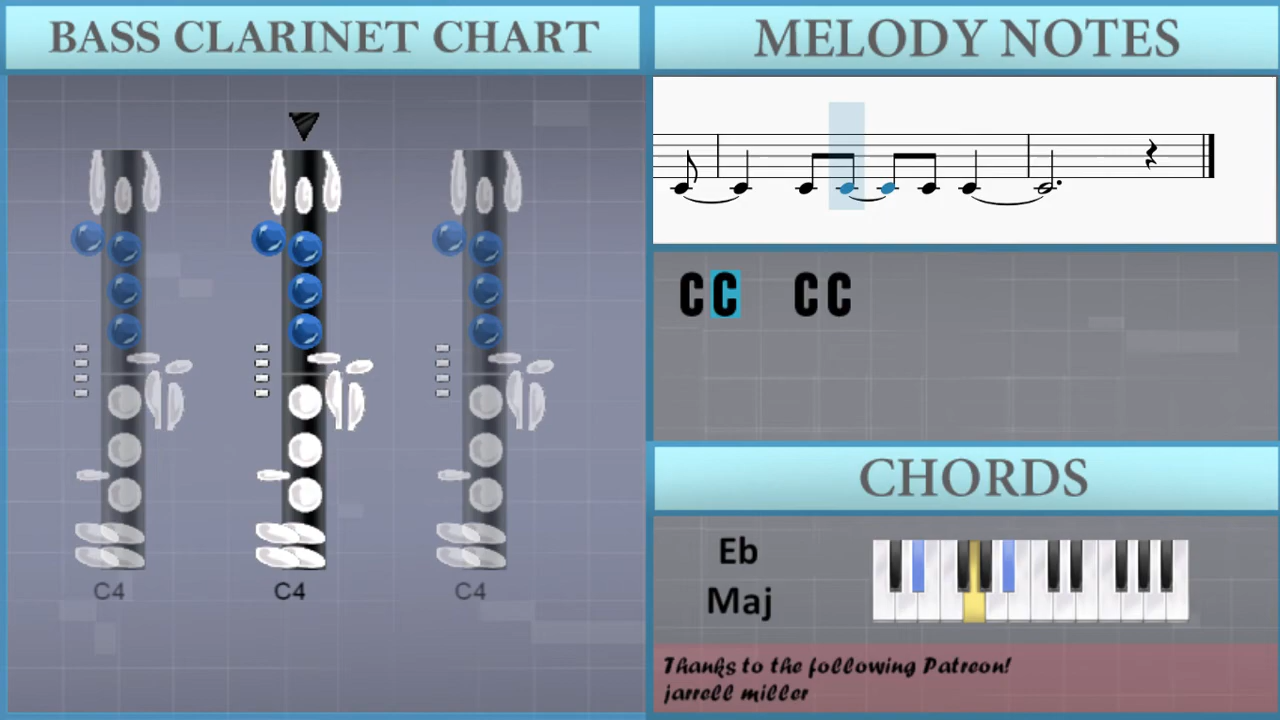 BASS CLARINET CHART
MELODY NOTES
C C C C
C4 C4 C4
CHORDS
Eb
Maj
Thanks to the following Patreon!
jarrell miller